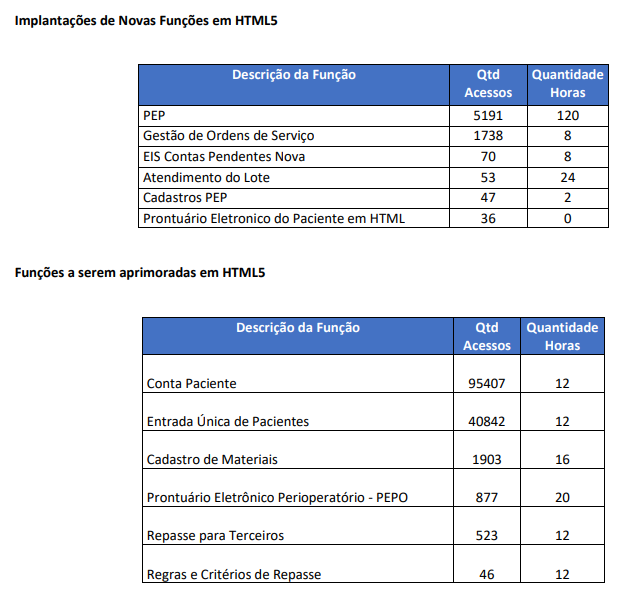 Implantações de Novas Funções em HTML5
Descrição da Função Qtd Acessos Quantidade Horas
PEP 5191 120
Gestão de Ordens de Serviço 1738 8
EIS Contas Pendentes Nova 70 8
Atendimento do Lote 53 24
Cadastros PEP 47 2
Prontuário Eletronico do Paciente em HTML 36 0
Funções a serem aprimoradas em HTML5
Descrição da Função Qtd Acessos Quantidade Horas
Conta Paciente 95407 12
Entrada Única de Pacientes 40842 12
Cadastro de Materiais 1903 16
Prontuário Eletrônico Perioperatório - PEPO 877 20
Repasse para Terceiros 523 12
Regras e Critérios de Repasse 46 12